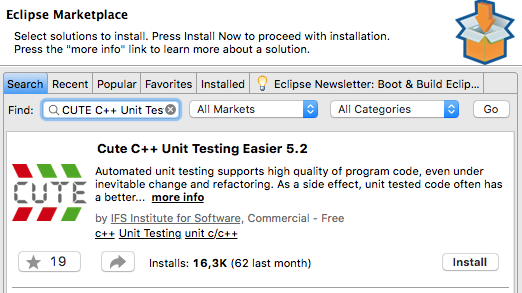 Eclipse Marketplace
Select solutions to install. Press Install Now to proceed with installation.
Press the "more info" link to learn more about a solution.
Search Recent Popular Favorites Installed Eclipse Newsletter: Boot & Build Eclip...
Find: CUTE C++ Unit Tes All Markets All Categories Go
Cute C++ Unit Testing Easier 5.2
CUTE
Automated unit testing supports high quality of program code, even under
inevitable change and refactoring. As a side effect, unit tested code often has
a better... more info
by IFS Institute for Software, Commercial - Free
c++ Unit Testing unit c/c++
19 Installs: 16,3K (62 last month) Install